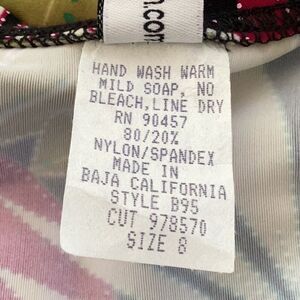 .com
HAND WASH WARM
MILD SOAP, NO
BLEACH,LINE DRY
RN 90457
80/20%
NYLON/SPANDEX
MADE IN
BAJA CALIFORNIA
STYLE B95
CUT 978570
SIZE 8